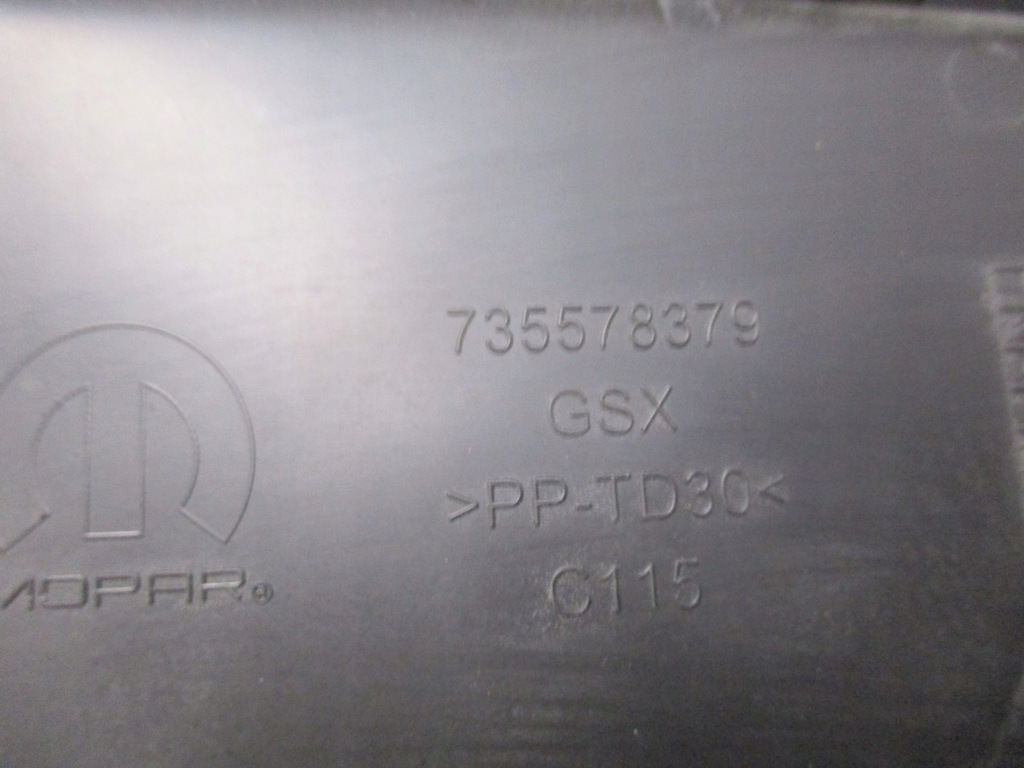 735578379
GSX
>PP-TD30<
C115
MOPAR®